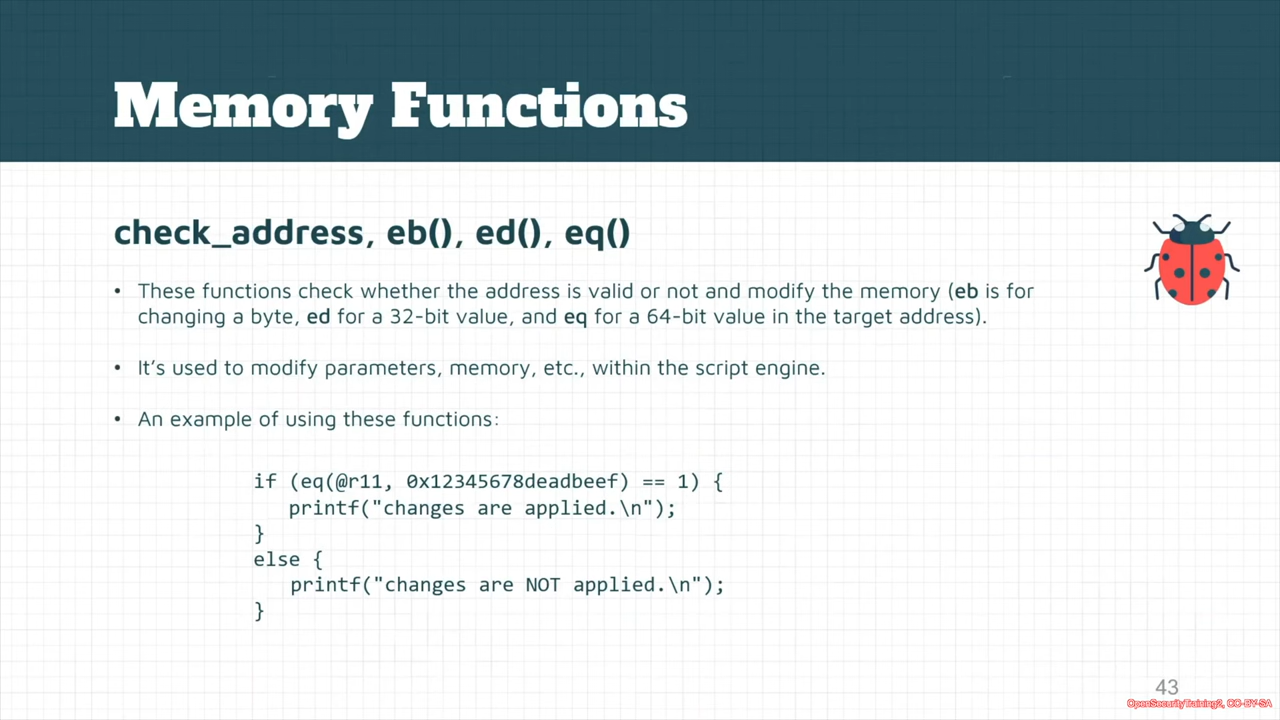 Memory Functions
check_address, eb(), ed(), eq()
• These functions check whether the address is valid or not and modify the memory (eb is for
changing a byte, ed for a 32-bit value, and eq for a 64-bit value in the target address).
• It’s used to modify parameters, memory, etc., within the script engine.
• An example of using these functions:
if (eq(@r11, 0x12345678deadbeef) == 1) {
printf("changes are applied.\n");
}
else {
printf("changes are NOT applied.\n");
}
43
OpenSecurityTraining2, CC-BY-SA